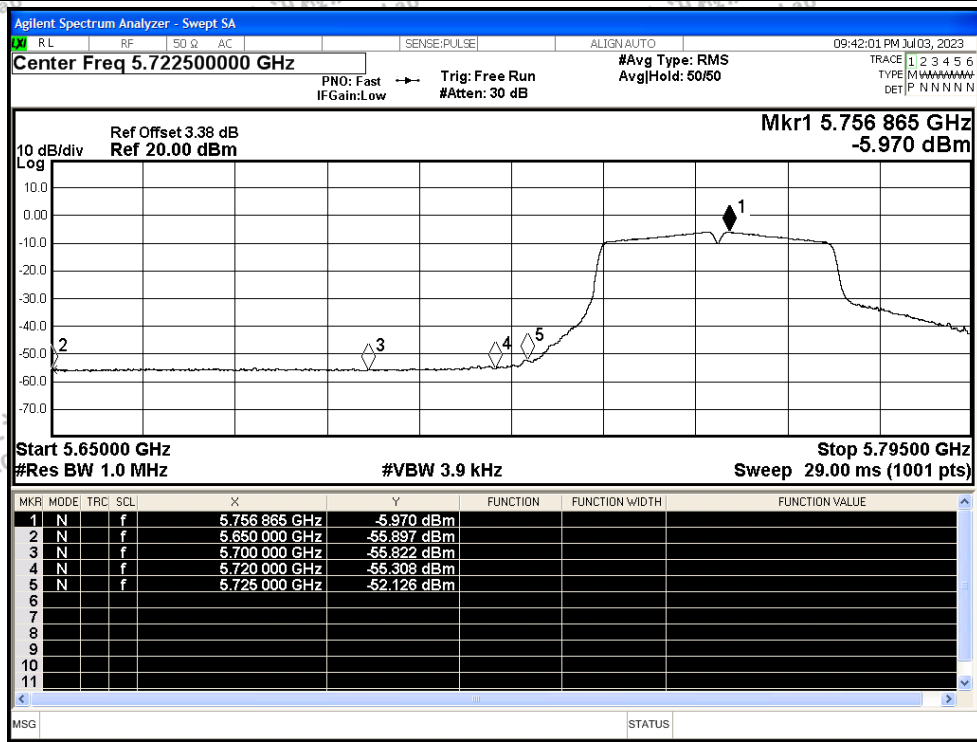 Agilent Spectrum Analyzer - Swept SA
LXI RL RF 50 Ω AC SENSE:PULSE ALIGN AUTO 09:42:01 PM Jul 03, 2023
Center Freq 5.722500000 GHz
PNO: Fast
IFGain:Low
Trig: Free Run
#Atten: 30 dB
#Avg Type: RMS
Avg|Hold: 50/50
TRACE 1 2 3 4 5 6
TYPE M
DET P N N N N N
Ref Offset 3.38 dB
10 dB/div Ref 20.00 dBm
Log
Mkr1 5.756 865 GHz
-5.970 dBm
10.0
0.00
-10.0
-20.0
-30.0
-40.0
-50.0
-60.0
-70.0
1
2
3
4
5
Start 5.65000 GHz Stop 5.79500 GHz
#Res BW 1.0 MHz #VBW 3.9 kHz Sweep 29.00 ms (1001 pts)
MKR MODE TRC SCL X Y FUNCTION FUNCTION WIDTH FUNCTION VALUE
1 N f 5.756 865 GHz -5.970 dBm
2 N f 5.650 000 GHz -55.897 dBm
3 N f 5.700 000 GHz -55.822 dBm
4 N f 5.720 000 GHz -55.308 dBm
5 N f 5.725 000 GHz -52.126 dBm
6
7
8
9
10
11
MSG STATUS